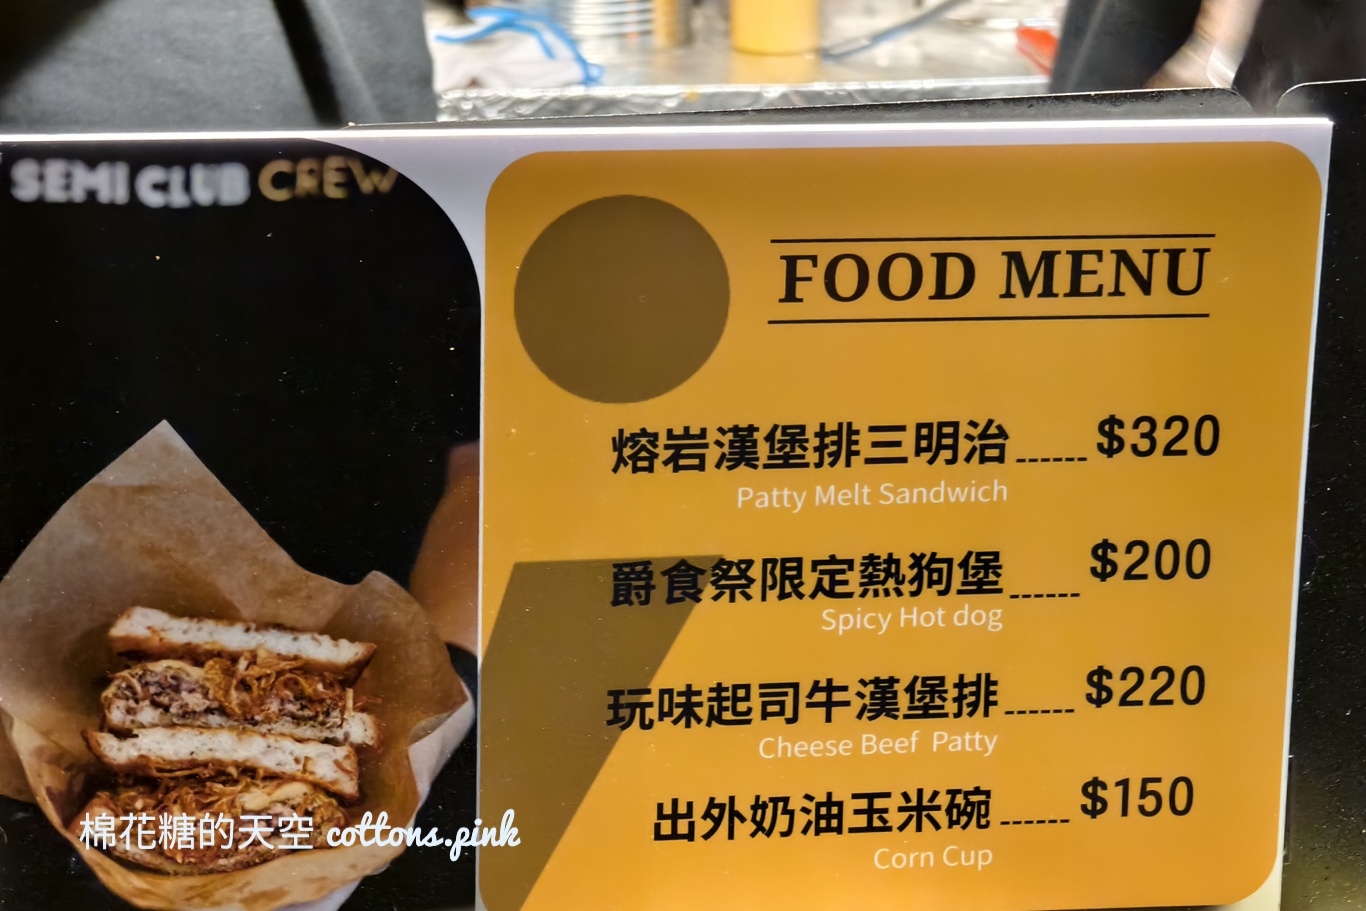 SEMI CLUB CREW
FOOD MENU
熔岩漢堡排三明治 ------ $320
Patty Melt Sandwich
爵食祭限定熱狗堡 ------ $200
Spicy Hot dog
玩味起司牛漢堡排 ------ $220
Cheese Beef Patty
出外奶油玉米碗 ------ $150
Corn Cup
棉花糖的天空 cottons.pink